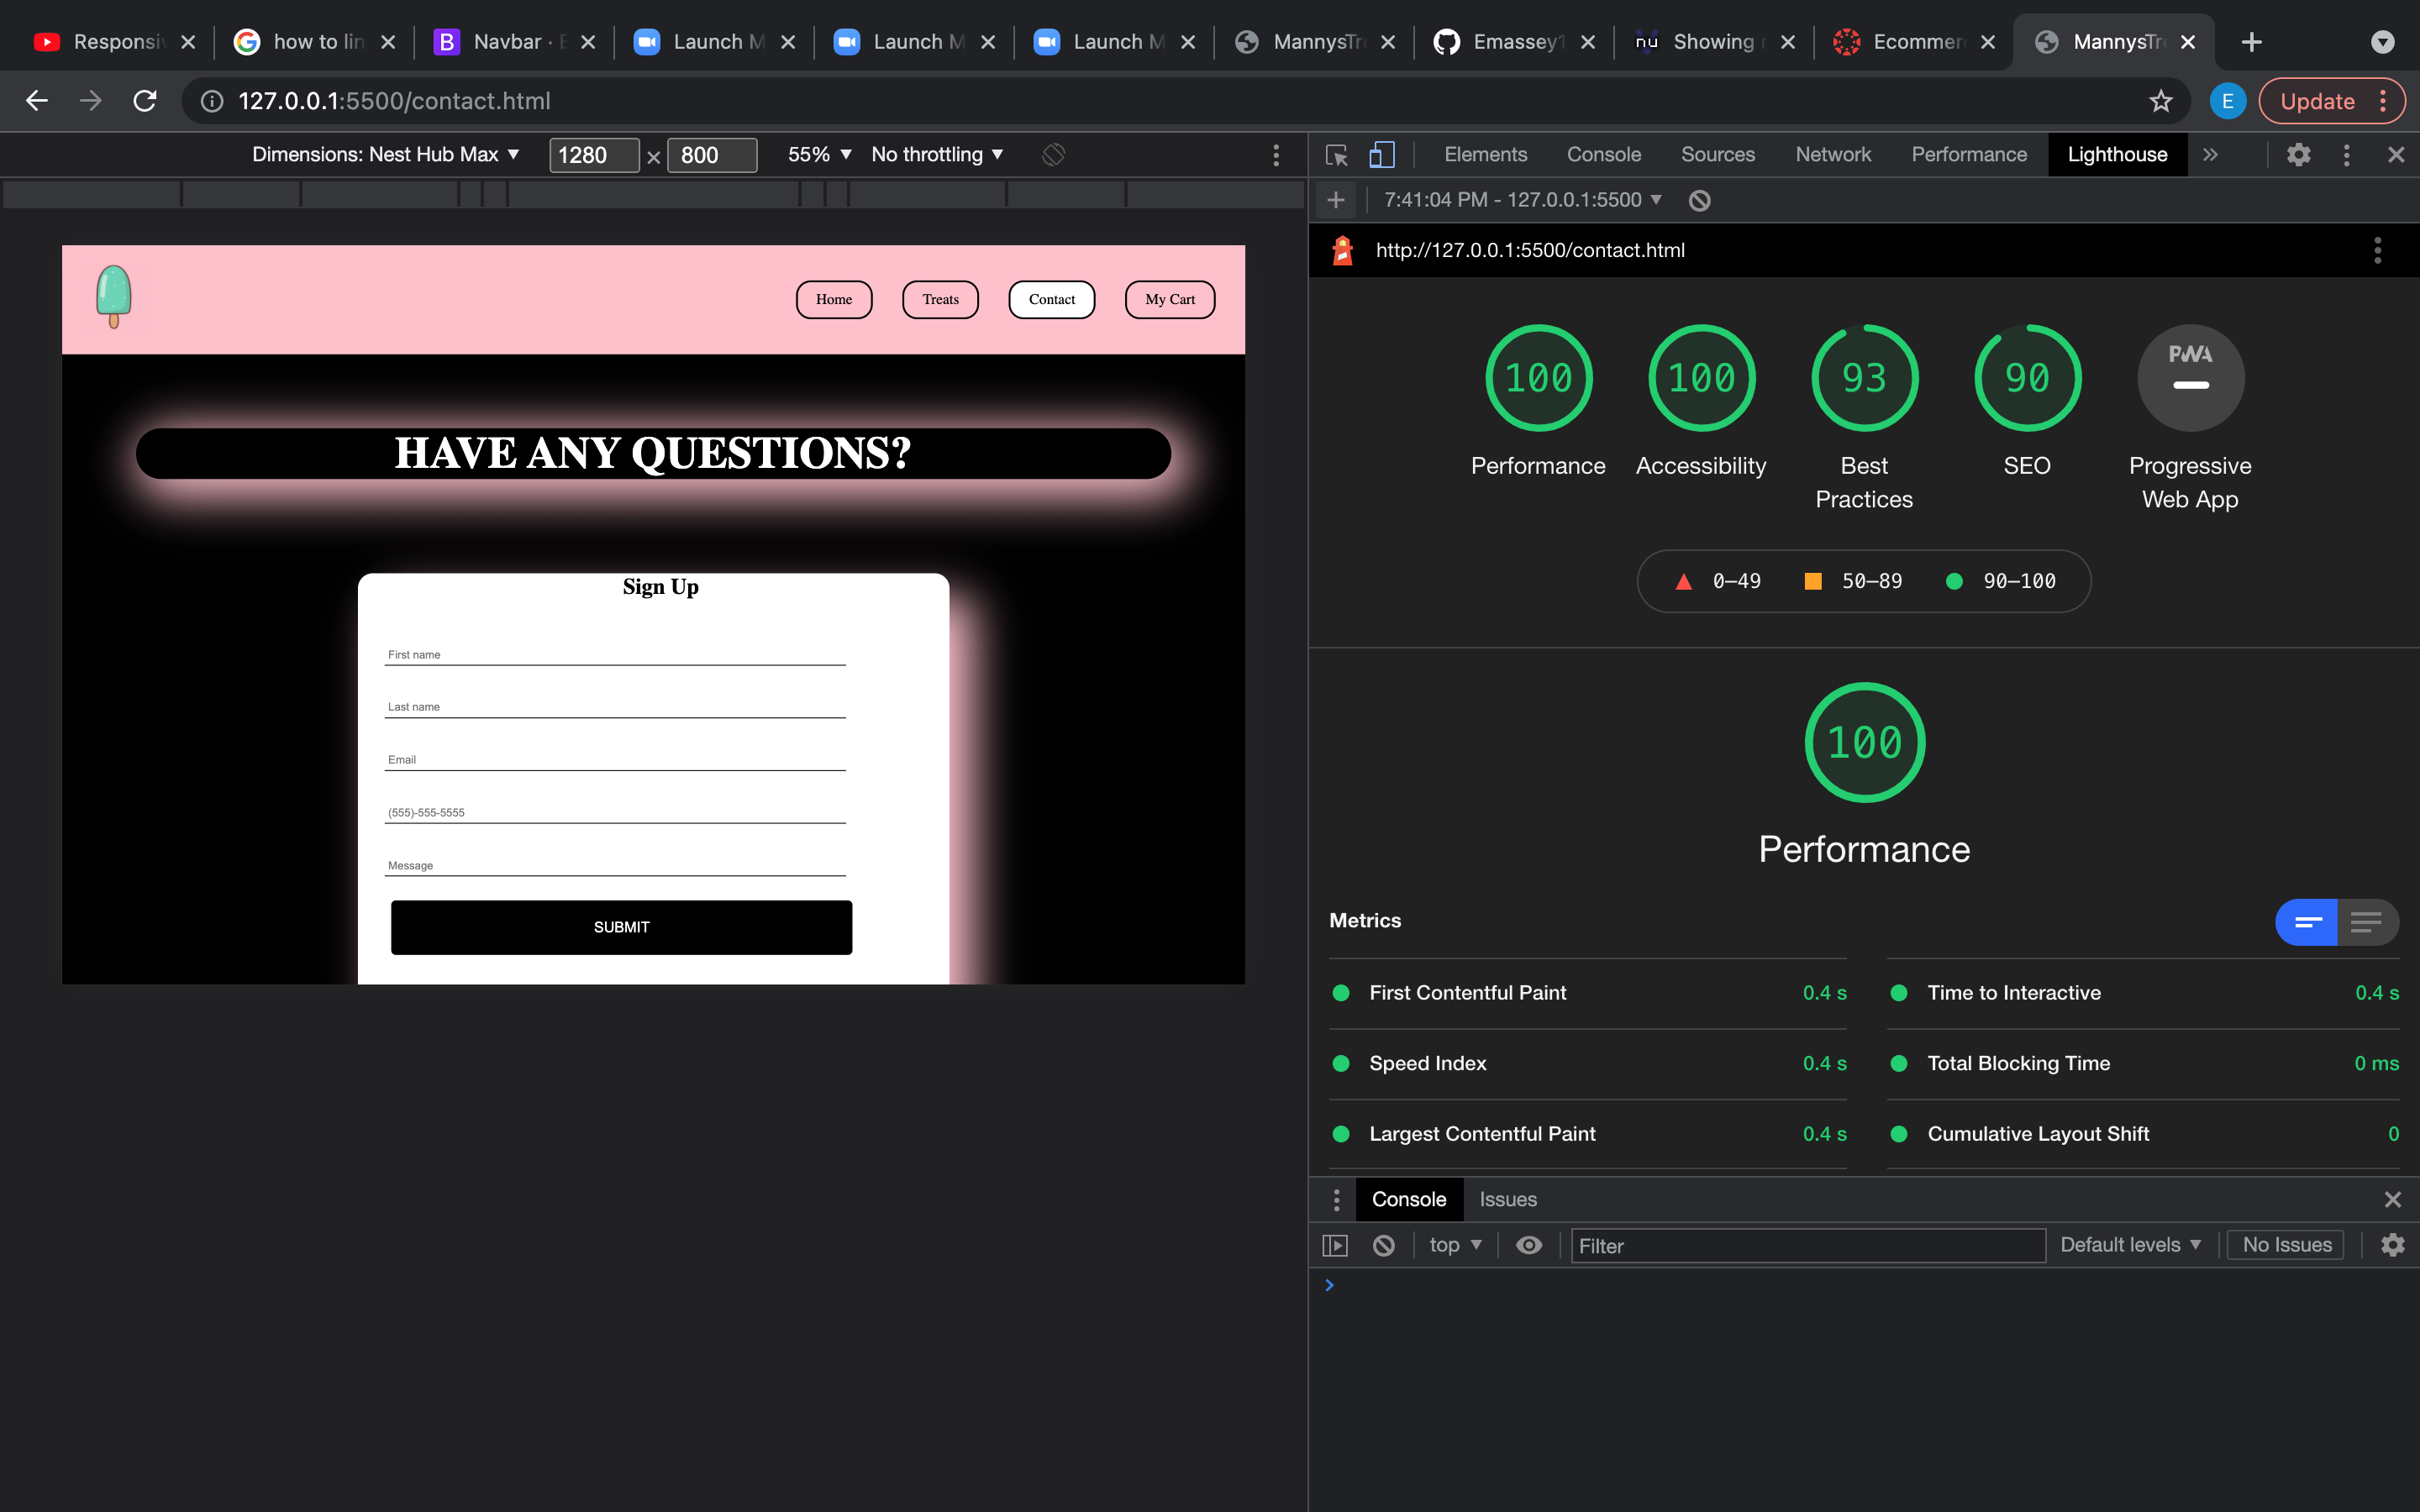 Responsiv
how to lin
B Navbar · B
Launch M
Launch M
Launch M
MannysTr
Emassey1
nu Showing
Ecommer
MannysTr
127.0.0.1:5500/contact.html
E
Update
Dimensions: Nest Hub Max ▼ 1280 × 800 55% ▼ No throttling ▼
Elements Console Sources Network Performance Lighthouse »
7:41:04 PM - 127.0.0.1:5500 ▼
http://127.0.0.1:5500/contact.html
Home Treats Contact My Cart
HAVE ANY QUESTIONS?
Sign Up
First name
Last name
Email
(555)-555-5555
Message
SUBMIT
100 100 93 90 PWA
Performance Accessibility Best Practices SEO Progressive Web App
0–49 50–89 90–100
100
Performance
Metrics
First Contentful Paint 0.4 s
Time to Interactive 0.4 s
Speed Index 0.4 s
Total Blocking Time 0 ms
Largest Contentful Paint 0.4 s
Cumulative Layout Shift 0
Console Issues
top ▼ Filter Default levels ▼ No Issues